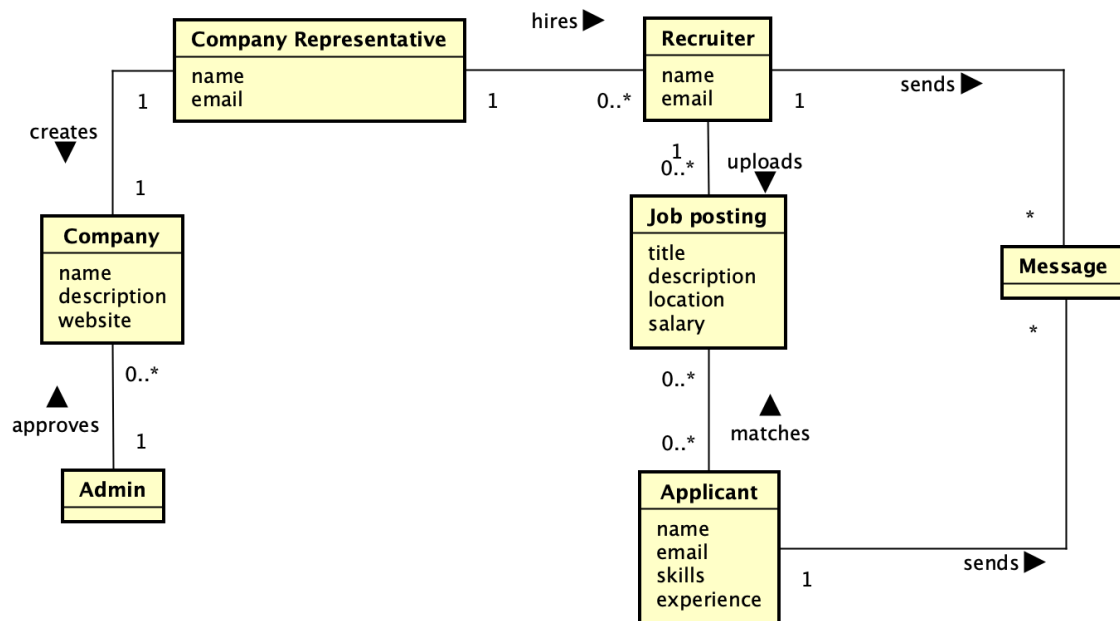 hires
Company Representative
name
email
Recruiter
name
email
1
1
0..*
1
sends
creates
1
0..*
uploads
1
Company
name
description
website
Job posting
title
description
location
salary
*
Message
*
0..*
approves
1
0..*
matches
0..*
Admin
Applicant
name
email
skills
experience
sends
1